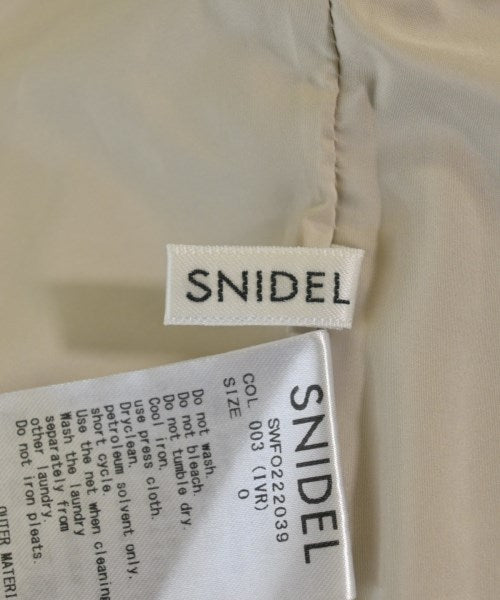 SNIDEL
SNIDEL
SWFO222039
COL 003 (IVR)
SIZE 0
Do not wash.
Do not bleach.
Do not tumble dry.
Cool iron.
use press cloth.
Dryclean.
petroleum solvent only.
short cycle.
Use the net when cleaning
Wash the laundry
separately from
other laundry.
Do not iron pleats.
OUTER MATERI